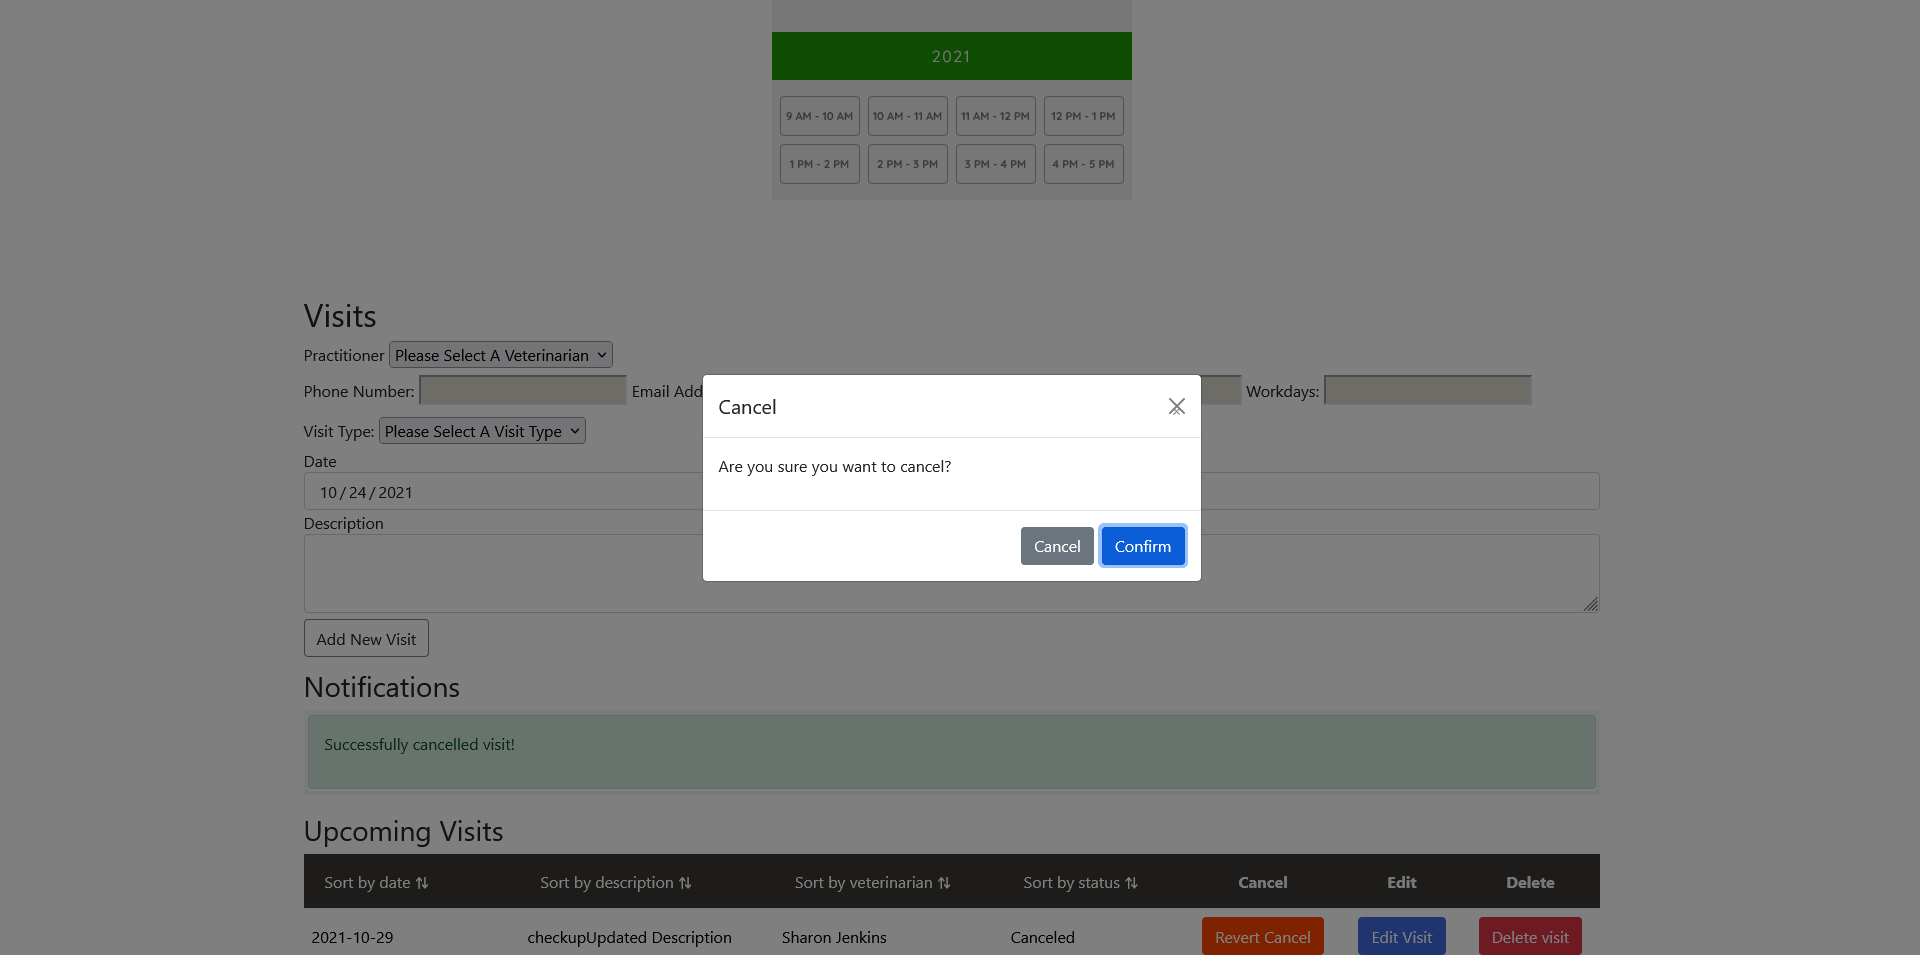 2021
9 AM - 10 AM 10 AM - 11 AM 11 AM - 12 PM 12 PM - 1 PM
1 PM - 2 PM 2 PM - 3 PM 3 PM - 4 PM 4 PM - 5 PM
Visits
Practitioner Please Select A Veterinarian
Phone Number: Email Add Workdays:
Visit Type: Please Select A Visit Type
Date
10 / 24 / 2021
Description
Cancel
Are you sure you want to cancel?
Cancel Confirm
Add New Visit
Notifications
Successfully cancelled visit!
Upcoming Visits
Sort by date ⇅ Sort by description ⇅ Sort by veterinarian ⇅ Sort by status ⇅ Cancel Edit Delete
2021-10-29 checkupUpdated Description Sharon Jenkins Canceled Revert Cancel Edit Visit Delete visit